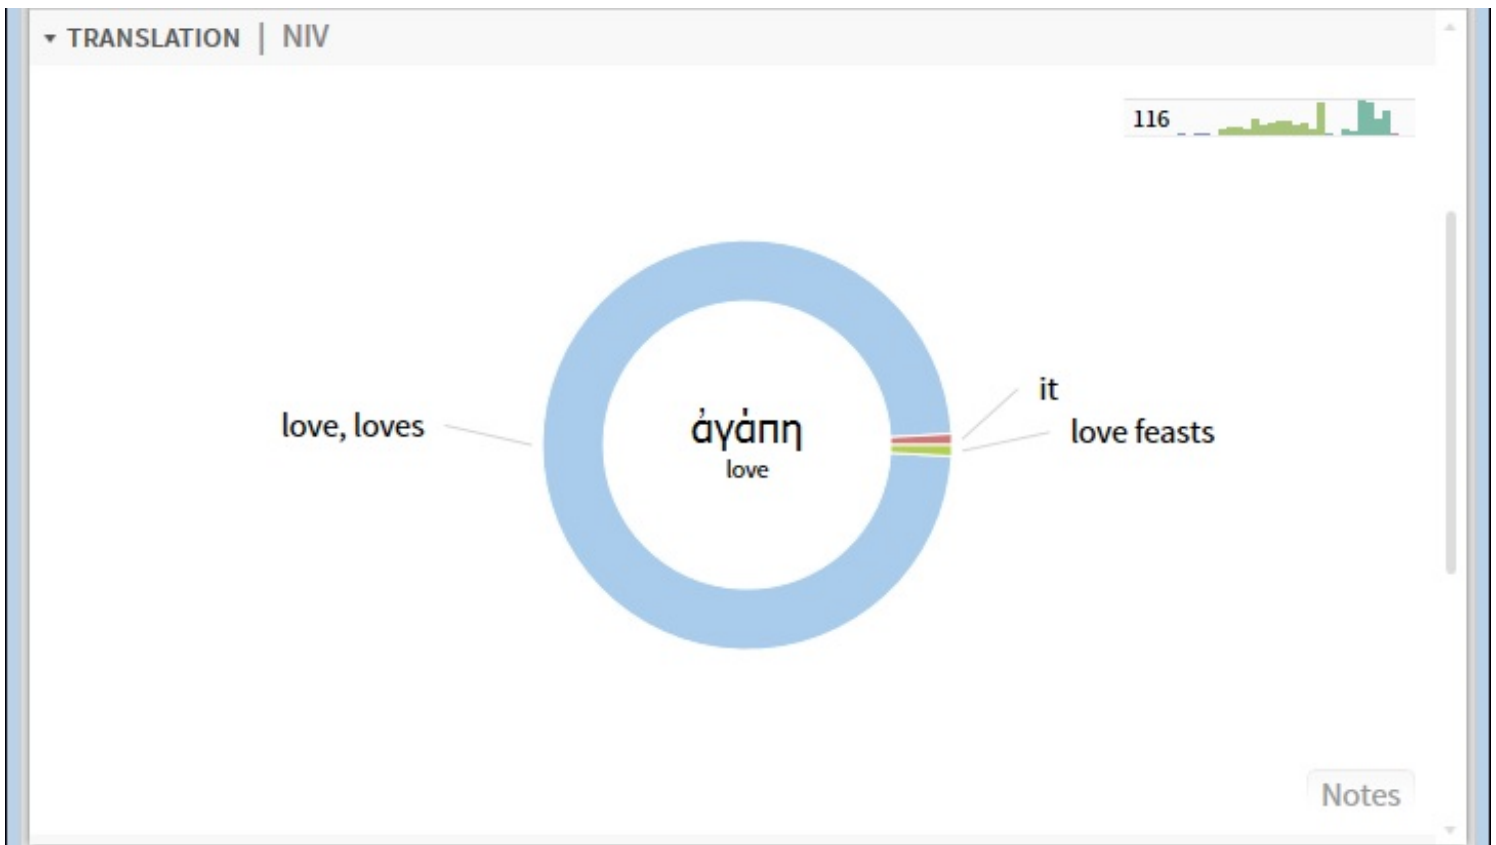 TRANSLATION | NIV
116
it
love, loves
love feasts
ἀγάπη
love
Notes